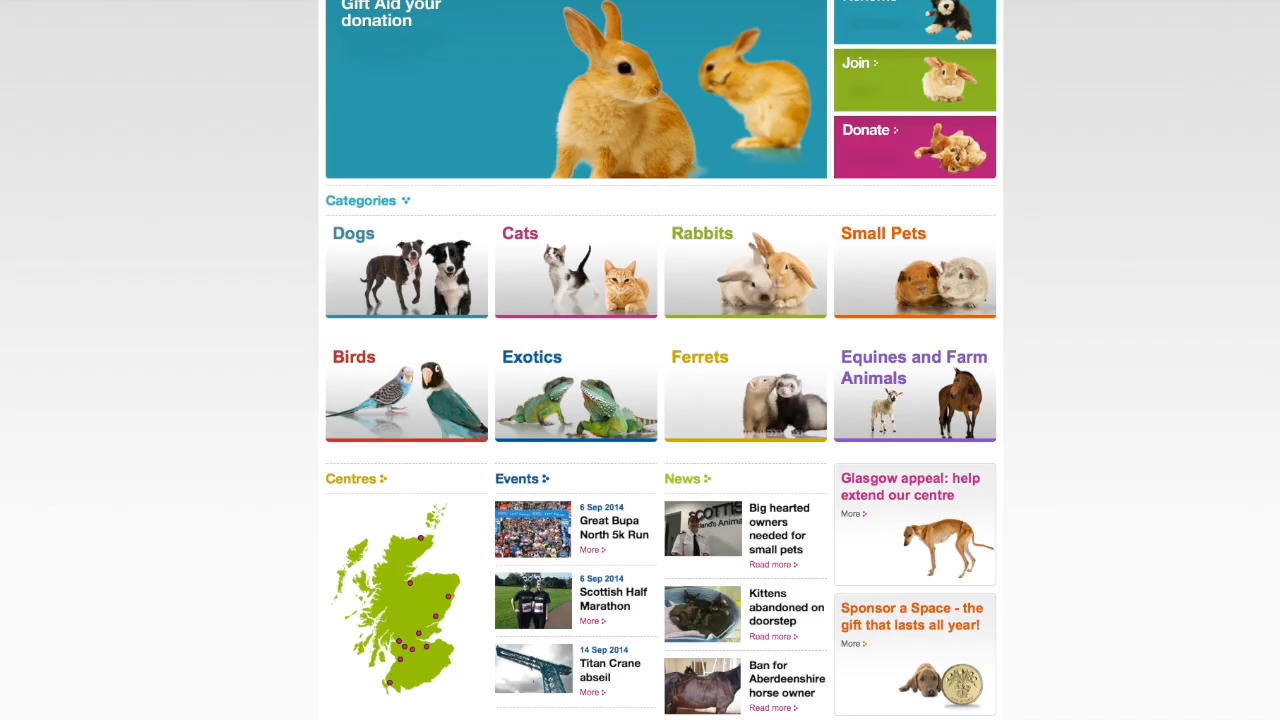 Gift Aid your
donation
Join
Donate
Categories
Dogs
Cats
Rabbits
Small Pets
Birds
Exotics
Ferrets
Equines and Farm
Animals
Centres
Events
6 Sep 2014
Great Bupa
North 5k Run
More
6 Sep 2014
Scottish Half
Marathon
More
14 Sep 2014
Titan Crane
abseil
More
News
Big hearted
owners
needed for
small pets
Read more
Kittens
abandoned on
doorstep
Read more
Ban for
Aberdeenshire
horse owner
Read more
Glasgow appeal: help
extend our centre
More
Sponsor a Space - the
gift that lasts all year!
More